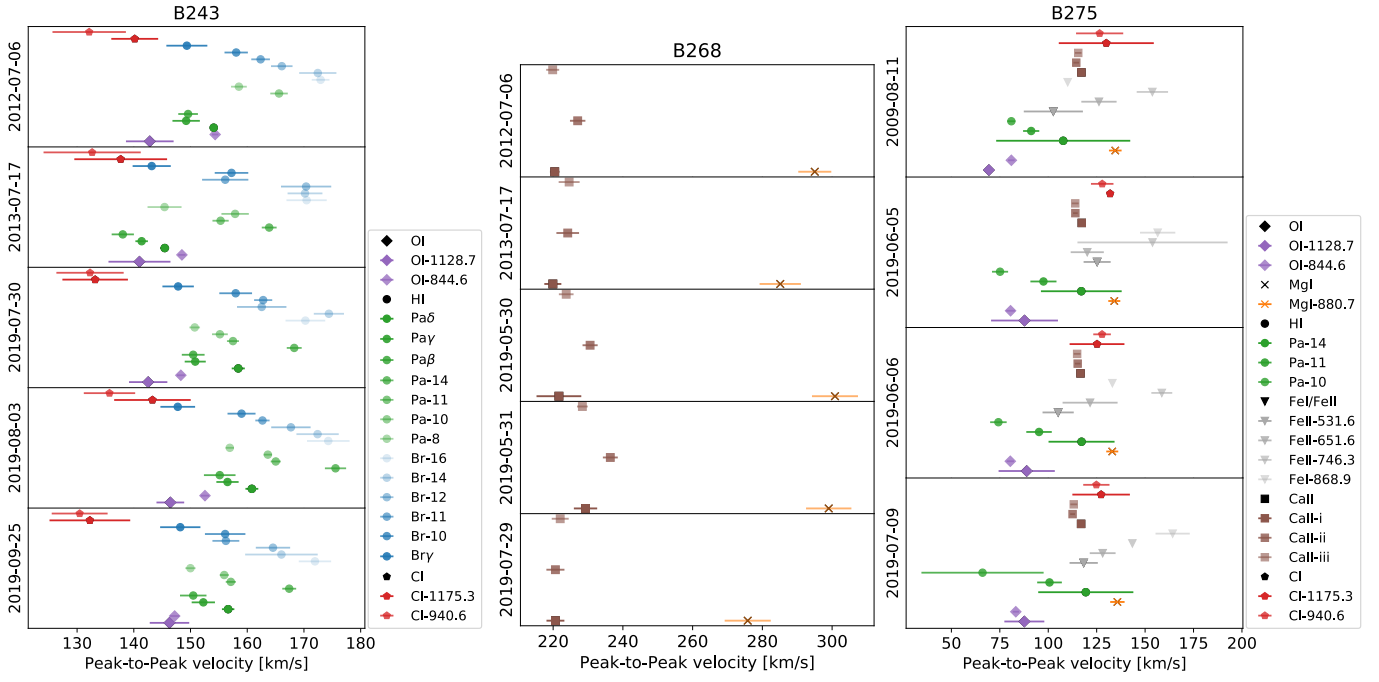 B243
2012-07-06
2013-07-17
2019-07-30
2019-08-03
2019-09-25
130 140 150 160 170 180
Peak-to-Peak velocity [km/s]
OI
OI-1128.7
OI-844.6
HI
Paδ
Paγ
Paβ
Pa-14
Pa-11
Pa-10
Pa-8
Br-16
Br-14
Br-12
Br-11
Br-10
Brγ
CI
CI-1175.3
CI-940.6
B268
2012-07-06
2013-07-17
2019-05-30
2019-05-31
2019-07-29
220 240 260 280 300
Peak-to-Peak velocity [km/s]
B275
2009-08-11
2019-06-05
2019-06-06
2019-07-09
50 75 100 125 150 175 200
Peak-to-Peak velocity [km/s]
OI
OI-1128.7
OI-844.6
MgI
MgI-880.7
HI
Pa-14
Pa-11
Pa-10
FeI/FeII
FeII-531.6
FeII-651.6
FeII-746.3
FeI-868.9
CaII
CaII-i
CaII-ii
CaII-iii
CI
CI-1175.3
CI-940.6